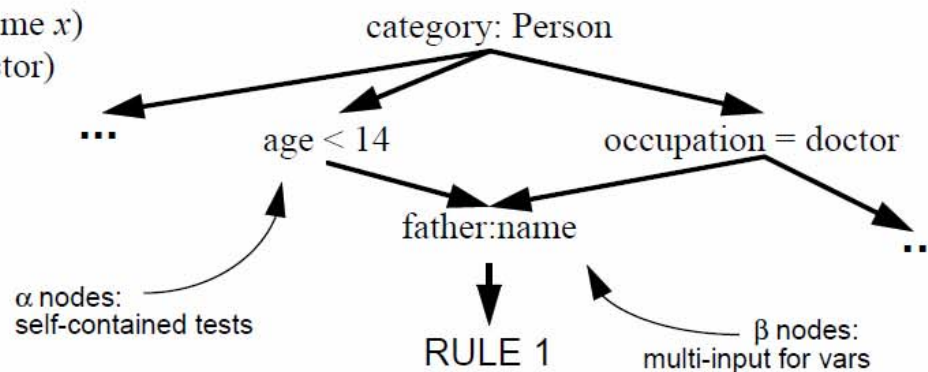 me x)
category: Person
tor)
...
age < 14
occupation = doctor
father:name
..
α nodes:
self-contained tests
RULE 1
β nodes:
multi-input for vars